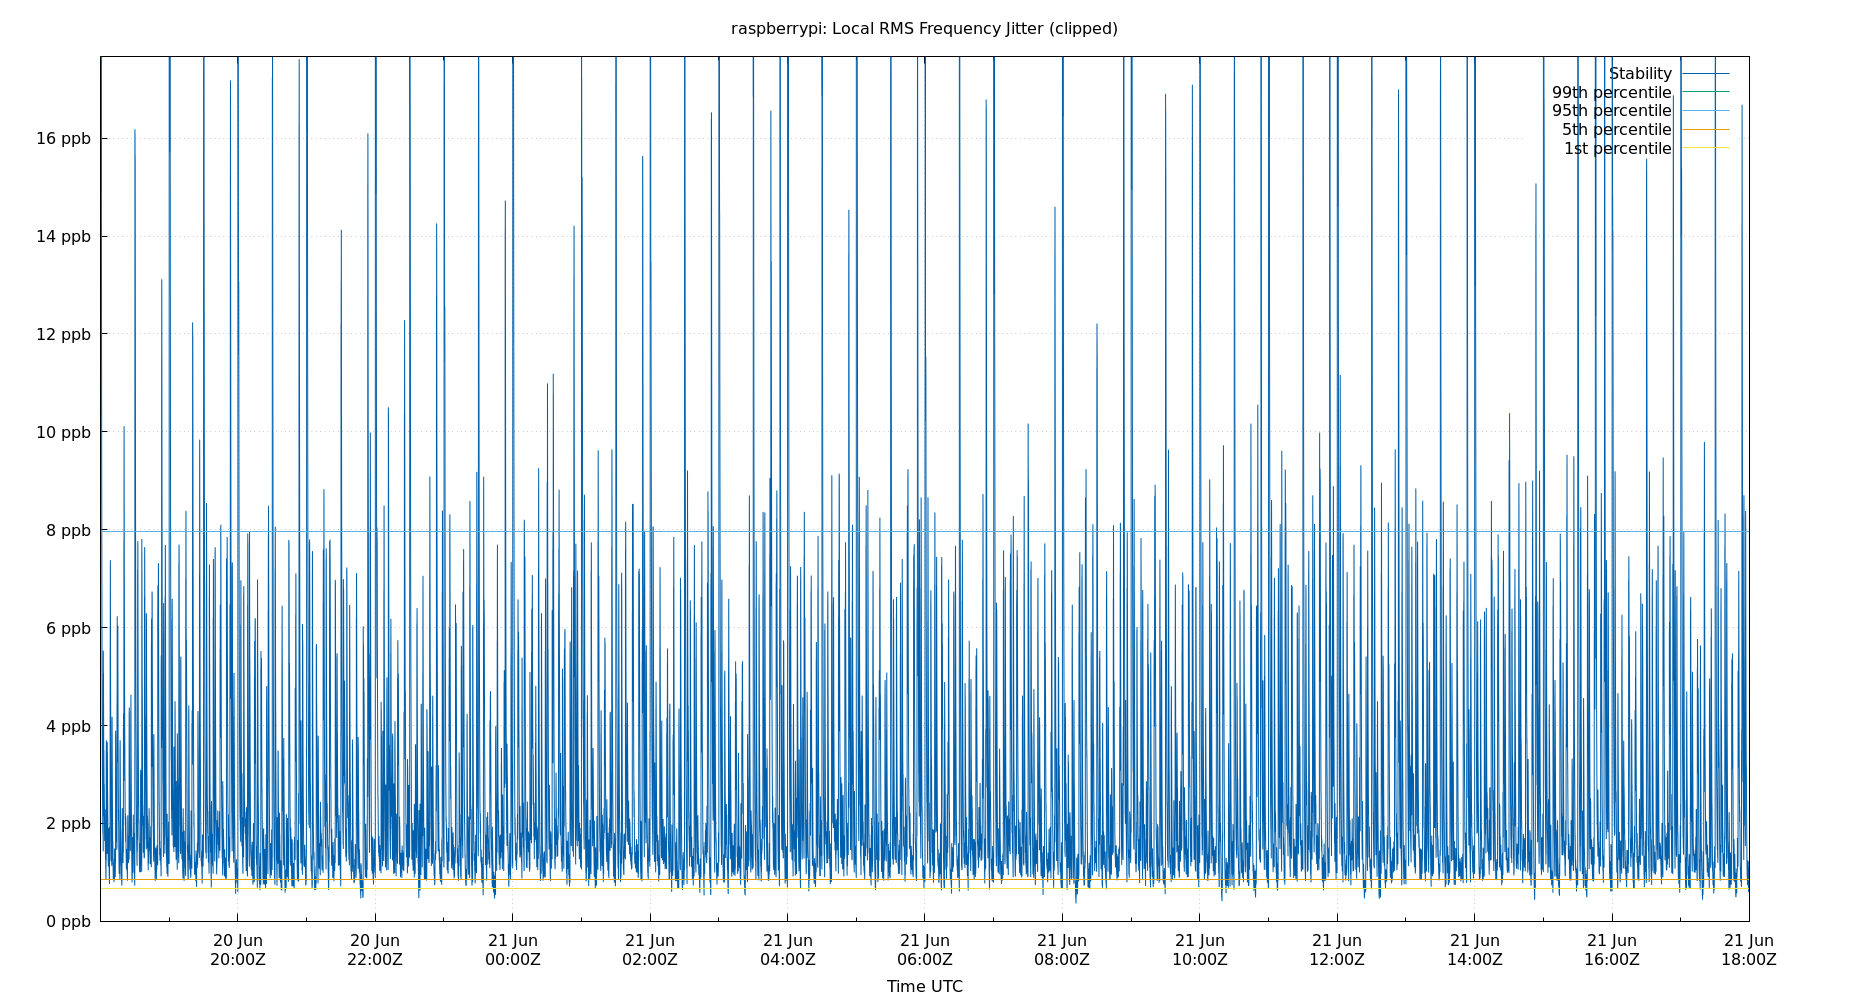 raspberrypi: Local RMS Frequency Jitter (clipped)
Stability
99th percentile
95th percentile
5th percentile
1st percentile
16 ppb
14 ppb
12 ppb
10 ppb
8 ppb
6 ppb
4 ppb
2 ppb
0 ppb
20 Jun 20 Jun 21 Jun 21 Jun 21 Jun 21 Jun 21 Jun 21 Jun 21 Jun 21 Jun 21 Jun 21 Jun
20:00Z 22:00Z 00:00Z 02:00Z 04:00Z 06:00Z 08:00Z 10:00Z 12:00Z 14:00Z 16:00Z 18:00Z
Time UTC